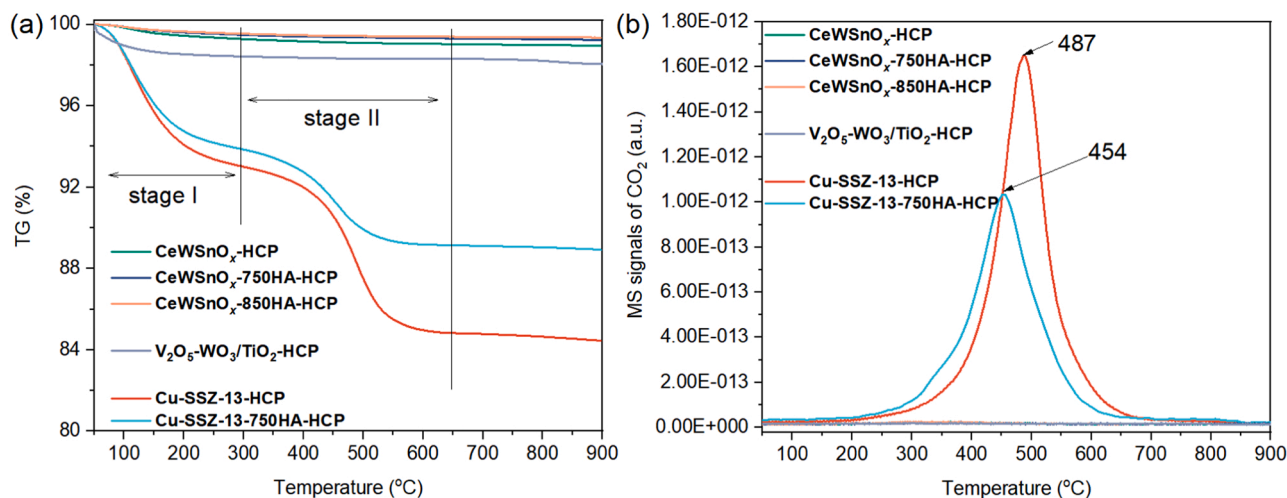 (a)
100
96
92
88
84
80
TG (%)
stage I
stage II
CeWSnOₓ-HCP
CeWSnOₓ-750HA-HCP
CeWSnOₓ-850HA-HCP
V₂O₅-WO₃/TiO₂-HCP
Cu-SSZ-13-HCP
Cu-SSZ-13-750HA-HCP
100 200 300 400 500 600 700 800 900
Temperature (°C)
(b)
1.80E-012
1.60E-012
1.40E-012
1.20E-012
1.00E-012
8.00E-013
6.00E-013
4.00E-013
2.00E-013
0.00E+000
MS signals of CO₂ (a.u.)
CeWSnOₓ-HCP
CeWSnOₓ-750HA-HCP
CeWSnOₓ-850HA-HCP
V₂O₅-WO₃/TiO₂-HCP
Cu-SSZ-13-HCP
Cu-SSZ-13-750HA-HCP
487
454
100 200 300 400 500 600 700 800 900
Temperature (°C)